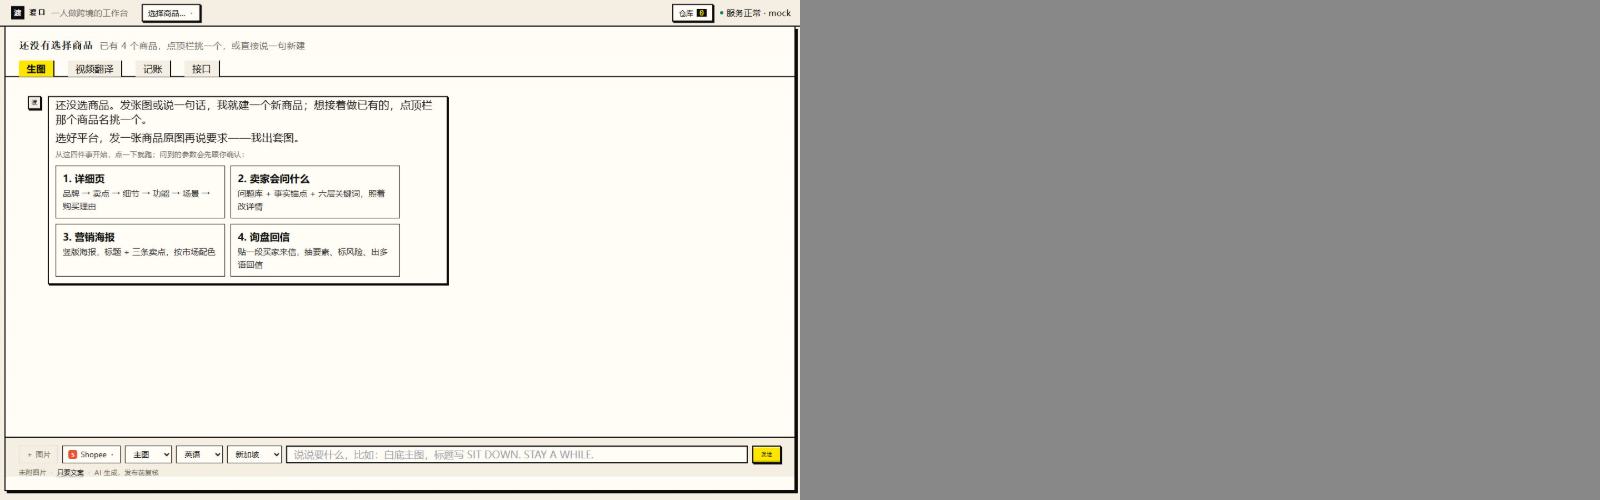 渡 渡口 一人做跨境的工作台 选择商品... 仓库 0 服务正常 · mock
还没有选择商品 已有 4 个商品，点顶栏挑一个，或直接说一句新建
生图 视频翻译 记账 接口
渡
还没选商品。发张图或说一句话，我就建一个新商品；想接着做已有的，点顶栏
那个商品名挑一个。
选好平台，发一张商品原图再说要求——我出套图。
从这四件事开始，点一下就跑；问到的参数会先跟你确认：
1. 详细页
品牌 → 卖点 → 细节 → 功能 → 场景 →
购买理由
2. 卖家会问什么
问题库 + 事实锚点 + 六层关键词，照着
改详情
3. 营销海报
竖版海报，标题 + 三条卖点，按市场配色
4. 询盘回信
贴一段买家来信，抽要素、标风险、出多
语回信
+ 图片 Shopee 主图 英语 新加坡 说说要什么，比如：白底主图，标题写 SIT DOWN. STAY A WHILE. 发送
未附图片 · 只要文案 · AI 生成，发布前复核